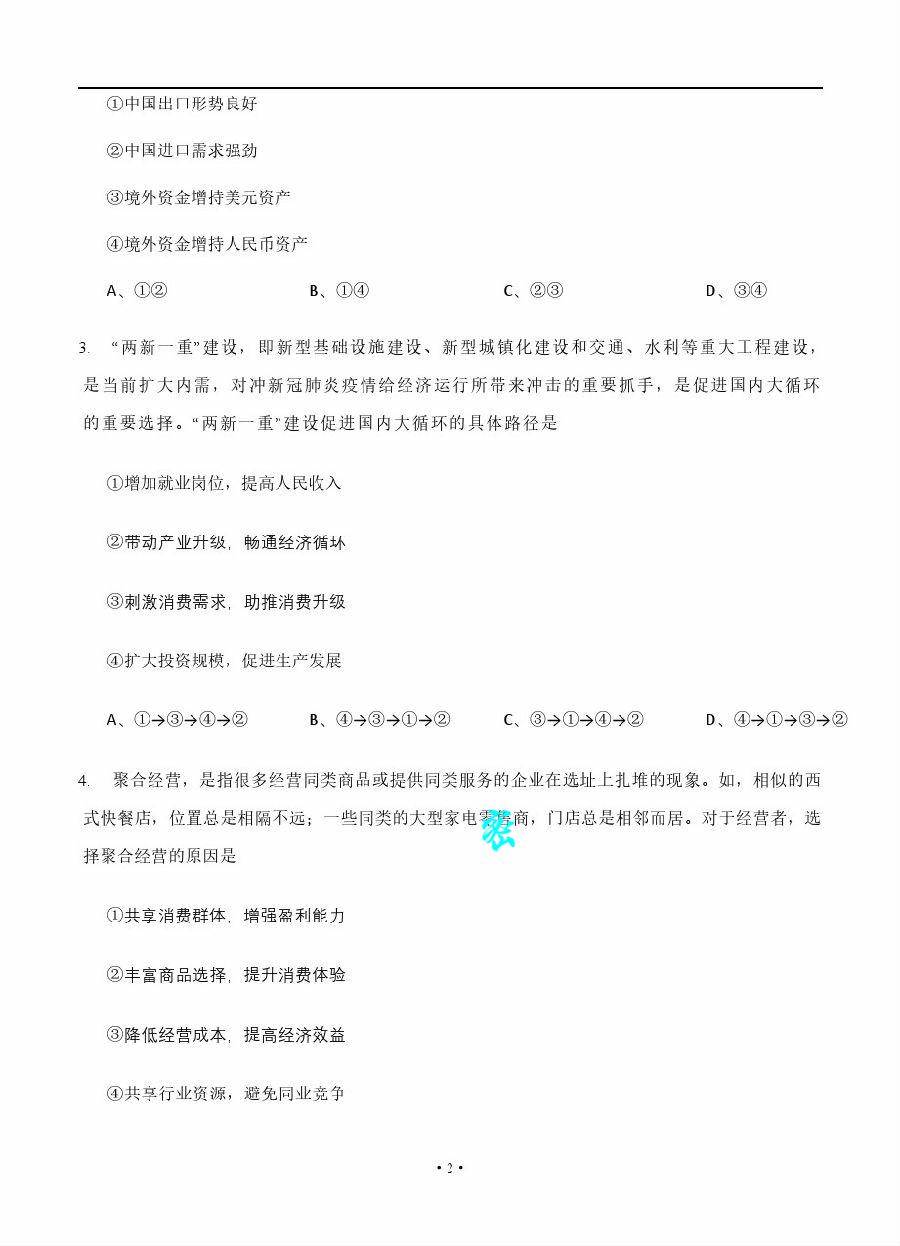 ①中国出口形势良好
②中国进口需求强劲
③境外资金增持美元资产
④境外资金增持人民币资产
A、①② B、①④ C、②③ D、③④
3. “两新一重”建设，即新型基础设施建设、新型城镇化建设和交通、水利等重大工程建设，
是当前扩大内需，对冲新冠肺炎疫情给经济运行所带来冲击的重要抓手，是促进国内大循环
的重要选择。“两新一重”建设促进国内大循环的具体路径是
①增加就业岗位，提高人民收入
②带动产业升级，畅通经济循环
③刺激消费需求，助推消费升级
④扩大投资规模，促进生产发展
A、①→③→④→② B、④→③→①→② C、③→①→④→② D、④→①→③→②
4. 聚合经营，是指很多经营同类商品或提供同类服务的企业在选址上扎堆的现象。如，相似的西
式快餐店，位置总是相隔不远；一些同类的大型家电零售商，门店总是相邻而居。对于经营者，选
择聚合经营的原因是
①共享消费群体，增强盈利能力
②丰富商品选择，提升消费体验
③降低经营成本，提高经济效益
④共享行业资源，避免同业竞争
• 2 •